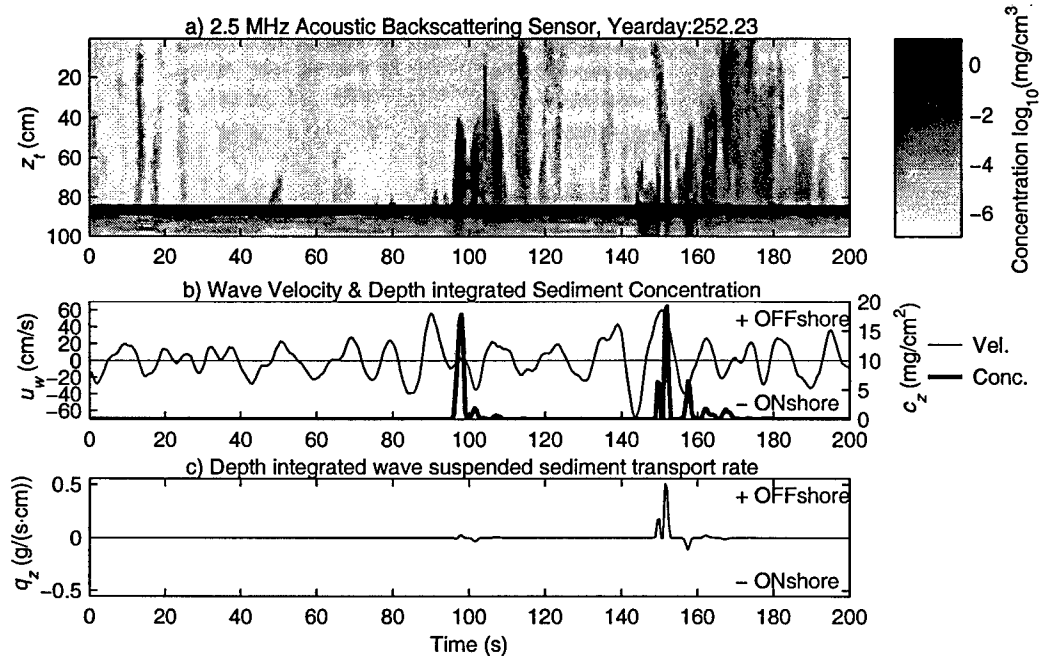 a) 2.5 MHz Acoustic Backscattering Sensor, Yearday:252.23
z_t (cm)
20
40
60
80
100
0 20 40 60 80 100 120 140 160 180 200
0
−2
−4
−6
Concentration log10(mg/cm3)
b) Wave Velocity & Depth integrated Sediment Concentration
u_w (cm/s)
60
40
20
0
−20
−40
−60
+ OFFshore
− ONshore
20
15
10
5
0
c_z (mg/cm2)
Vel.
Conc.
0 20 40 60 80 100 120 140 160 180 200
c) Depth integrated wave suspended sediment transport rate
q_z (g/(s·cm))
0.5
0
−0.5
+ OFFshore
− ONshore
0 20 40 60 80 100 120 140 160 180 200
Time (s)